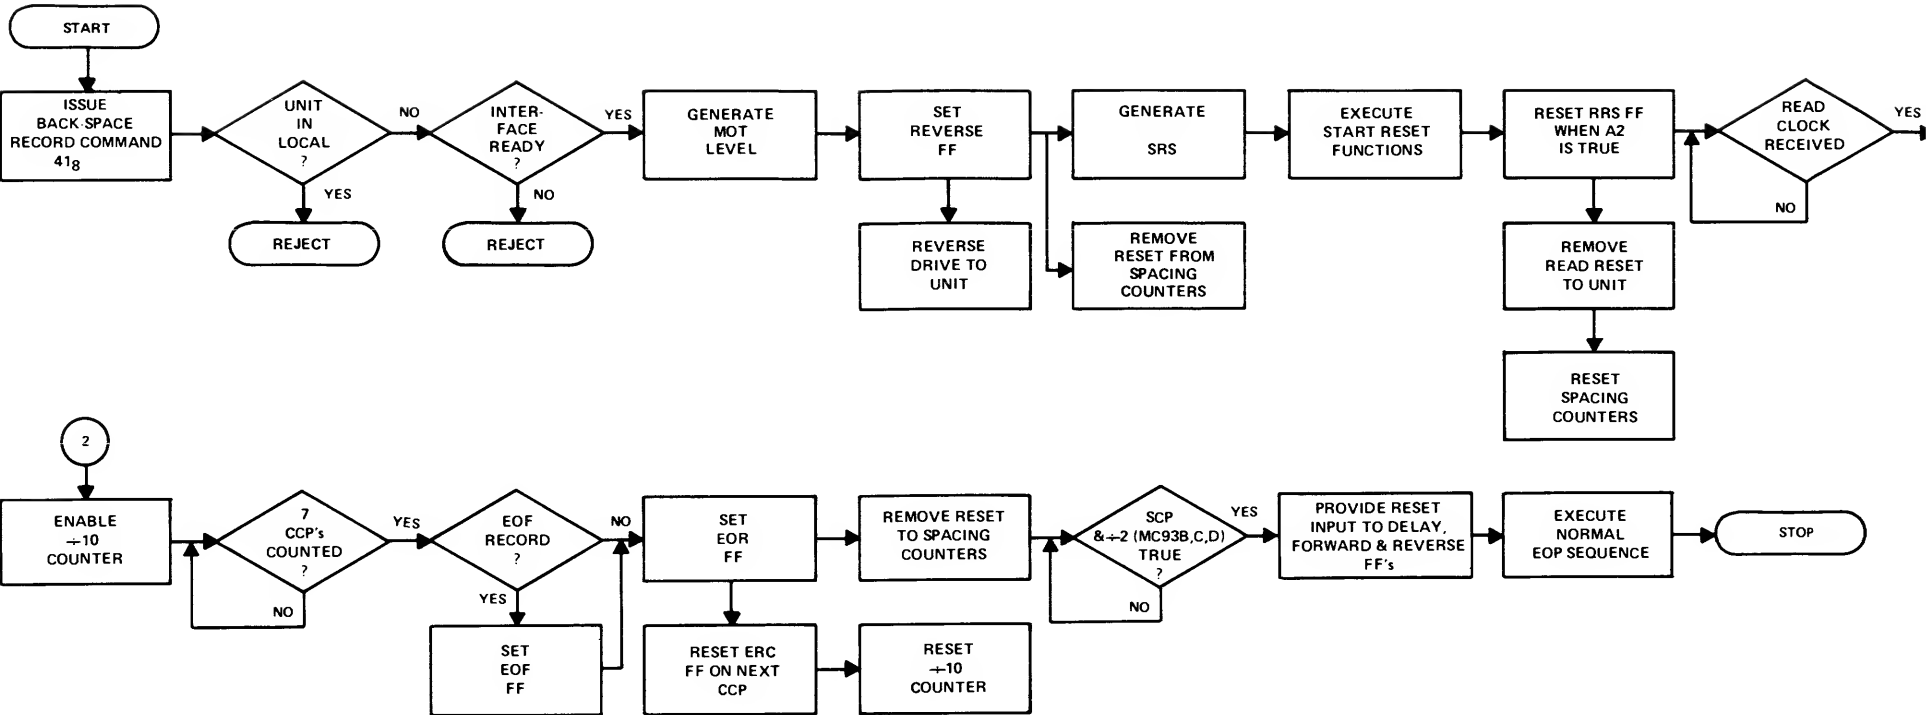 START
ISSUE
BACK-SPACE
RECORD COMMAND
41₈
UNIT
IN
LOCAL
?
NO
YES
REJECT
INTER-
FACE
READY
?
YES
NO
REJECT
GENERATE
MOT
LEVEL
SET
REVERSE
FF
REVERSE
DRIVE TO
UNIT
GENERATE
SRS
REMOVE
RESET FROM
SPACING
COUNTERS
EXECUTE
START RESET
FUNCTIONS
RESET RRS FF
WHEN A2
IS TRUE
REMOVE
READ RESET
TO UNIT
RESET
SPACING
COUNTERS
READ
CLOCK
RECEIVED
YES
NO
2
ENABLE
÷10
COUNTER
7
CCP's
COUNTED
?
YES
NO
EOF
RECORD
?
NO
YES
SET
EOF
FF
SET
EOR
FF
RESET ERC
FF ON NEXT
CCP
REMOVE RESET
TO SPACING
COUNTERS
RESET
÷10
COUNTER
SCP
&÷2 (MC93B,C,D)
TRUE
?
YES
NO
PROVIDE RESET
INPUT TO DELAY,
FORWARD & REVERSE
FF's
EXECUTE
NORMAL
EOP SEQUENCE
STOP